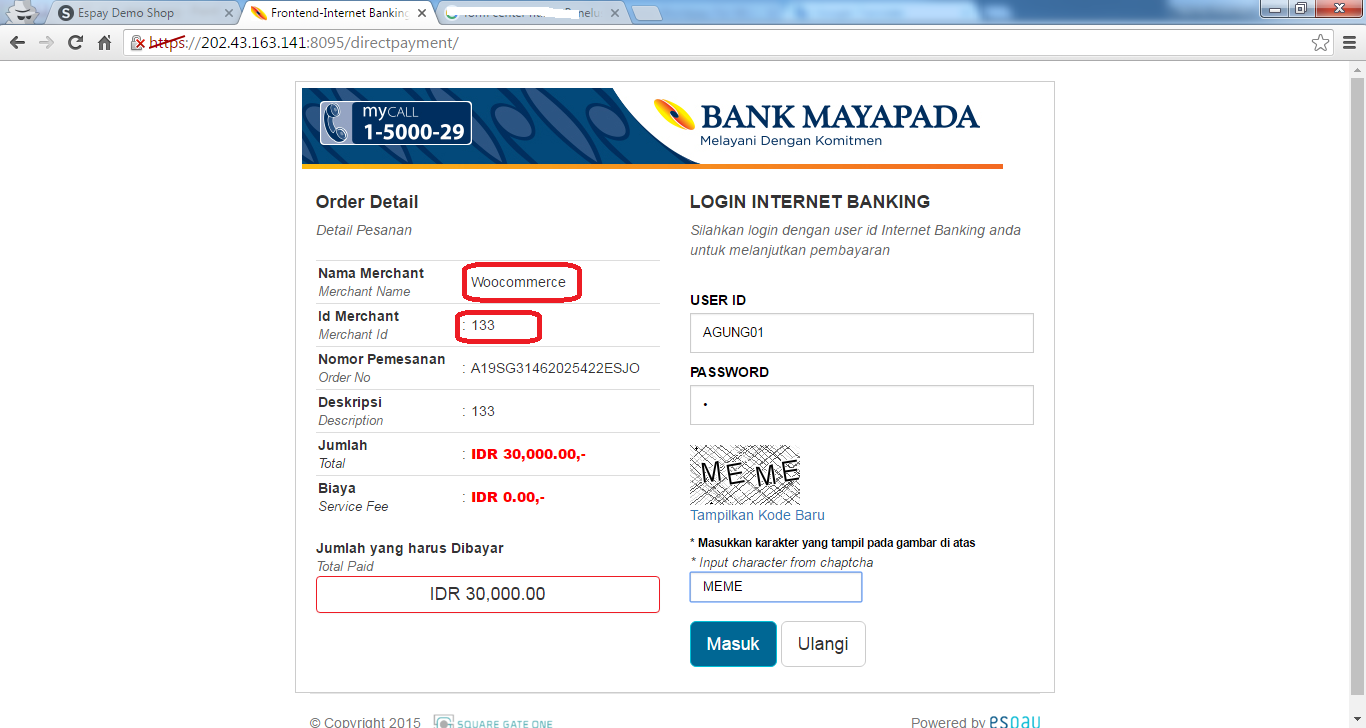 Espay Demo Shop
Frontend-Internet Banking
https://202.43.163.141:8095/directpayment/
myCALL
1-5000-29
BANK MAYAPADA
Melayani Dengan Komitmen
Order Detail
Detail Pesanan
Nama Merchant
Merchant Name
Woocommerce
Id Merchant
Merchant Id
: 133
Nomor Pemesanan
Order No
: A19SG31462025422ESJO
Deskripsi
Description
: 133
Jumlah
Total
: IDR 30,000.00,-
Biaya
Service Fee
: IDR 0.00,-
Jumlah yang harus Dibayar
Total Paid
IDR 30,000.00
LOGIN INTERNET BANKING
Silahkan login dengan user id Internet Banking anda
untuk melanjutkan pembayaran
USER ID
AGUNG01
PASSWORD
•
MEME
Tampilkan Kode Baru
* Masukkan karakter yang tampil pada gambar di atas
* Input character from chaptcha
MEME
Masuk
Ulangi
© Copyright 2015
SQUARE GATE ONE
Powered by espay